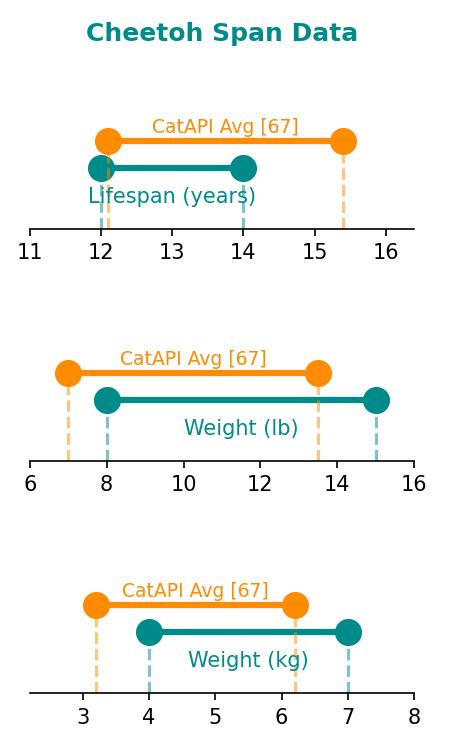 Cheetoh Span Data
CatAPI Avg [67]
Lifespan (years)
11 12 13 14 15 16
CatAPI Avg [67]
Weight (lb)
6 8 10 12 14 16
CatAPI Avg [67]
Weight (kg)
3 4 5 6 7 8